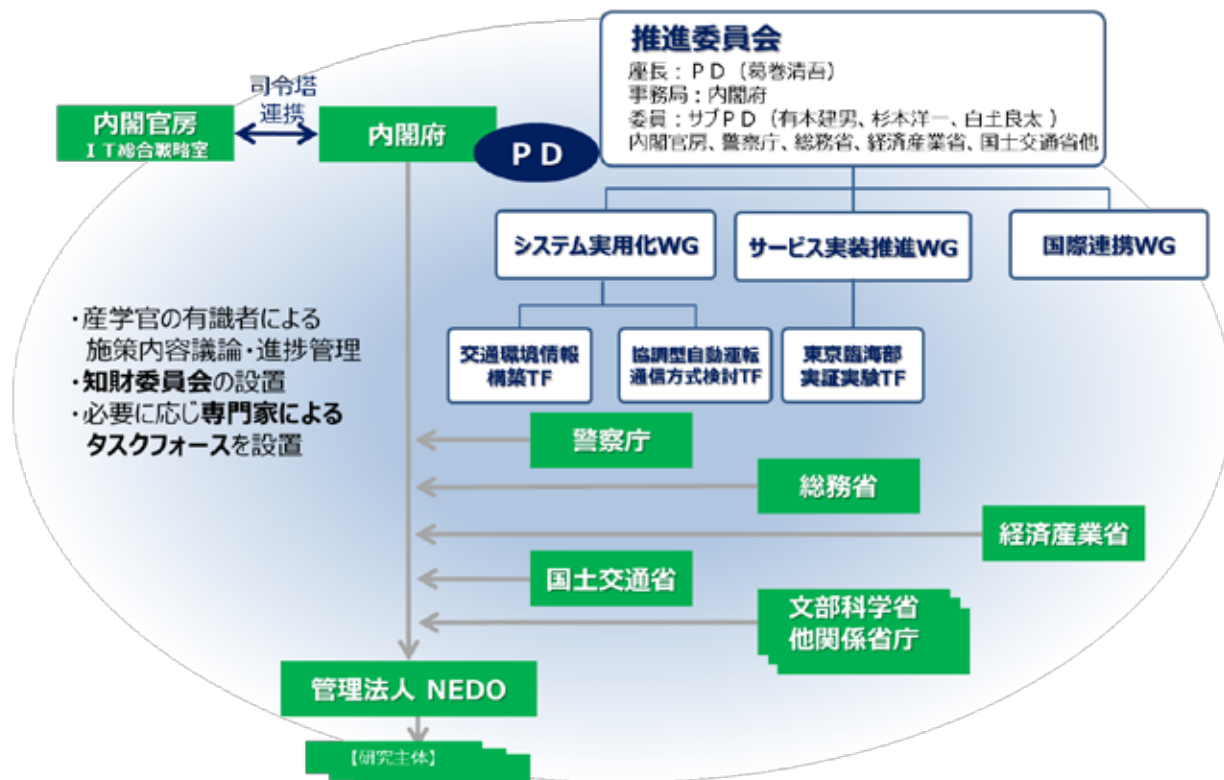 推進委員会
座長：ＰＤ（葛巻清吾）
事務局：内閣府
委員：サブＰＤ（有本建男、杉本洋一、白土良太）
内閣官房、警察庁、総務省、経済産業省、国土交通省他
司令塔
連携
内閣官房
ＩＴ総合戦略室
内閣府
ＰＤ
システム実用化WG
サービス実装推進WG
国際連携WG
・産学官の有識者による
施策内容議論・進捗管理
・知財委員会の設置
・必要に応じ専門家による
タスクフォースを設置
交通環境情報
構築TF
協調型自動運転
通信方式検討TF
東京臨海部
実証実験TF
警察庁
総務省
経済産業省
国土交通省
文部科学省
他関係省庁
管理法人 NEDO
【研究主体】